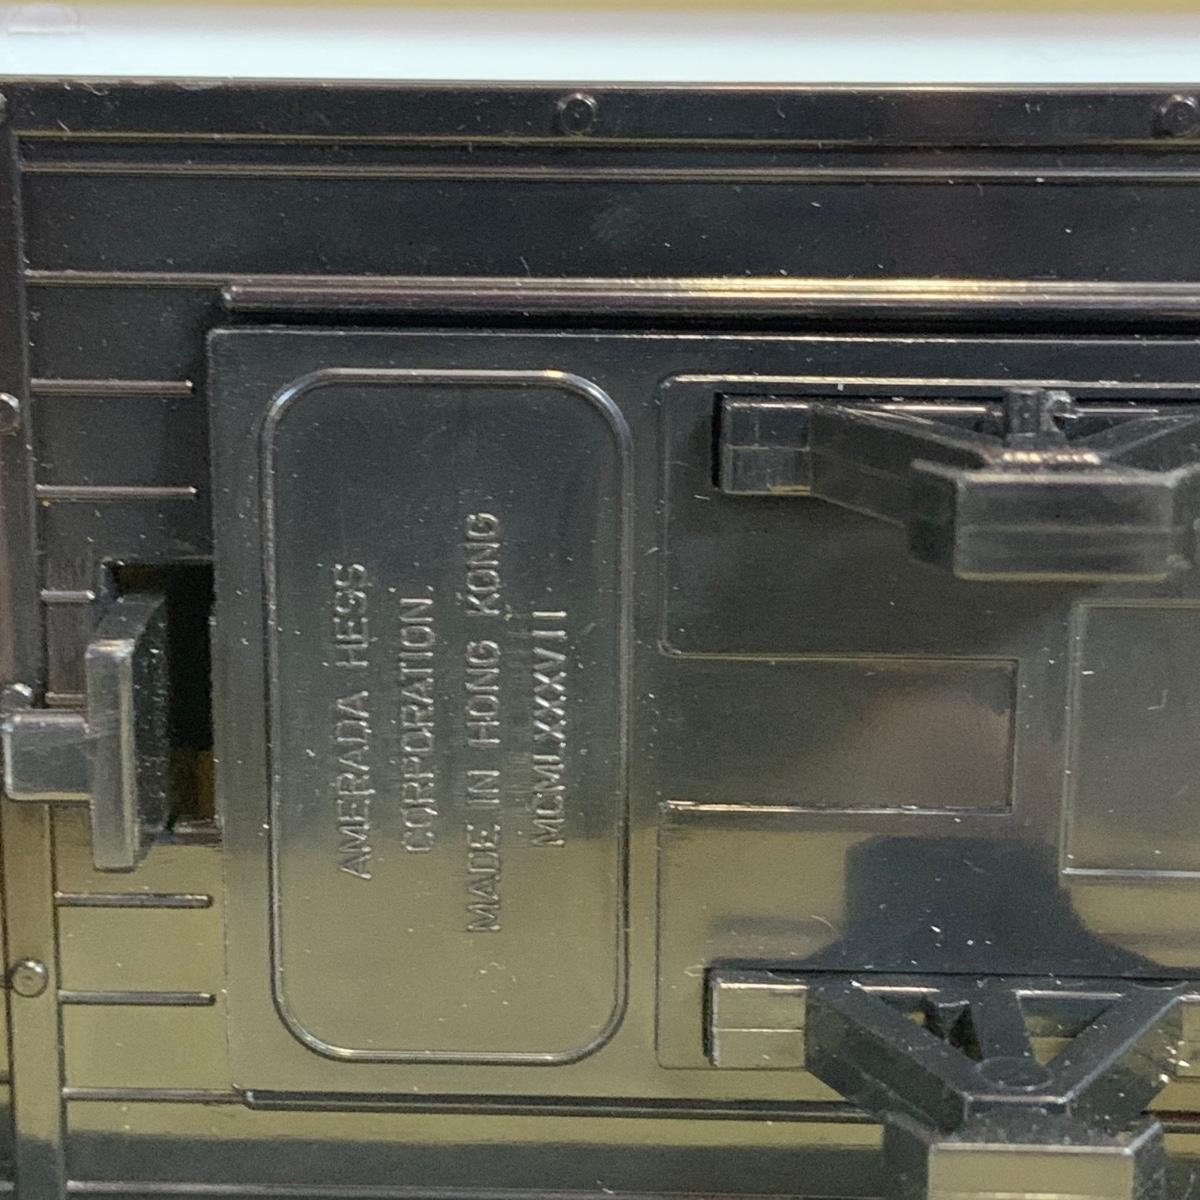 AMERADA HESS
CORPORATION.
MADE IN HONG KONG
MCMLXXXVII